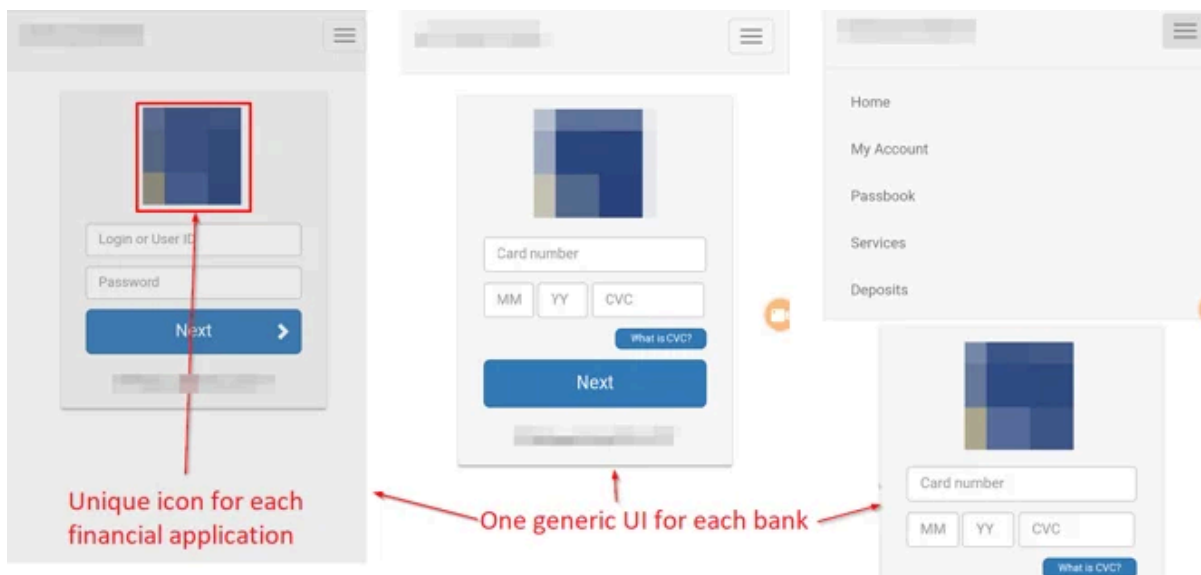 Login or User ID
Password
Next
Unique icon for each
financial application
Card number
MM YY CVC
What is CVC?
Next
One generic UI for each bank
Home
My Account
Passbook
Services
Deposits
Card number
MM YY CVC
What is CVC?